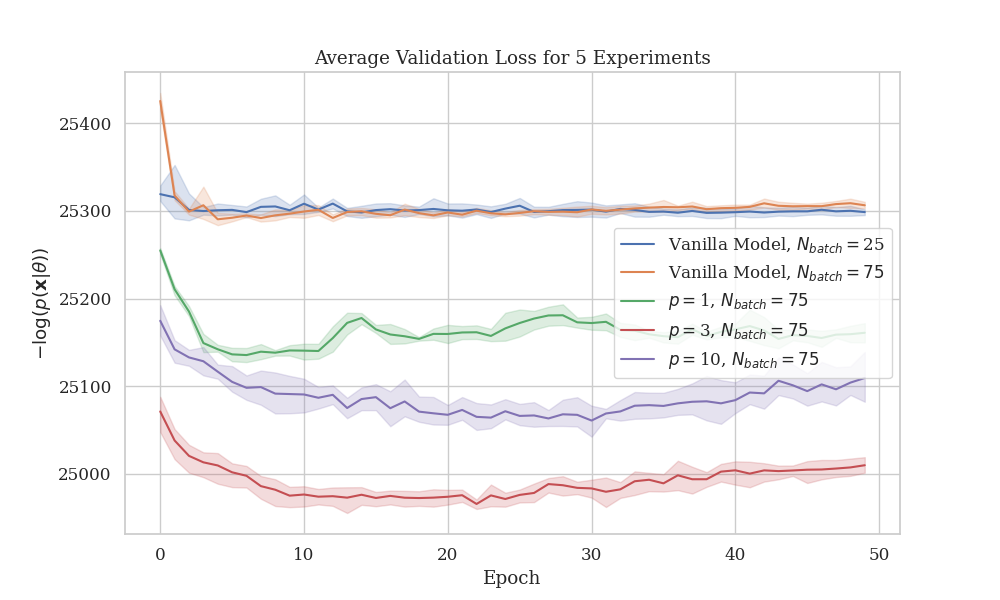 Average Validation Loss for 5 Experiments
25400
25300
25200
25100
25000
−log(p(x|θ))
Vanilla Model, N_batch = 25
Vanilla Model, N_batch = 75
p = 1, N_batch = 75
p = 3, N_batch = 75
p = 10, N_batch = 75
0 10 20 30 40 50
Epoch